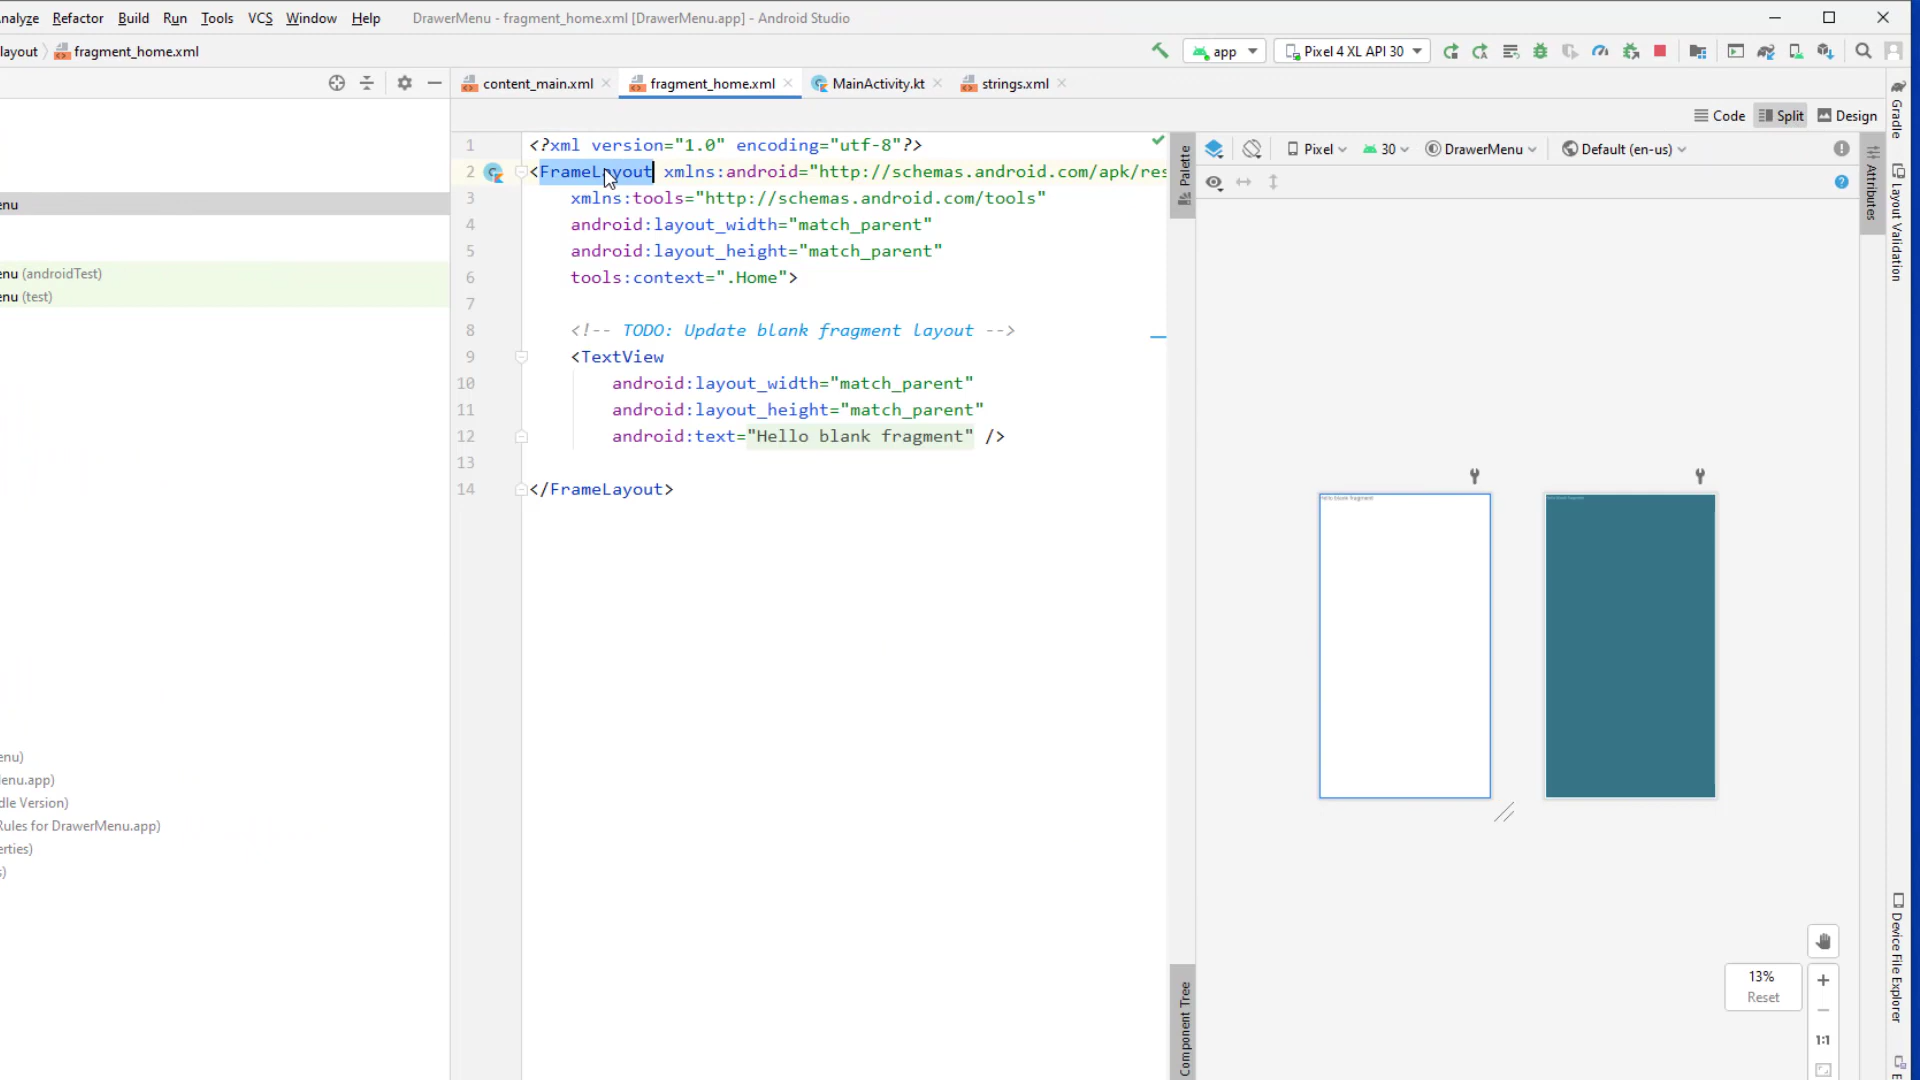 nalyze Refactor Build Run Tools VCS Window Help DrawerMenu - fragment_home.xml [DrawerMenu.app] - Android Studio
layout fragment_home.xml
app Pixel 4 XL API 30
content_main.xml fragment_home.xml MainActivity.kt strings.xml
Code Split Design
Pixel 30 DrawerMenu Default (en-us)
1 <?xml version="1.0" encoding="utf-8"?>
2 <FrameLayout xmlns:android="http://schemas.android.com/apk/res
3 xmlns:tools="http://schemas.android.com/tools"
4 android:layout_width="match_parent"
5 android:layout_height="match_parent"
6 tools:context=".Home">
7
8 <!-- TODO: Update blank fragment layout -->
9 <TextView
10 android:layout_width="match_parent"
11 android:layout_height="match_parent"
12 android:text="Hello blank fragment" />
13
14 </FrameLayout>
enu
enu (androidTest)
enu (test)
enu)
enu.app)
dle Version)
Rules for DrawerMenu.app)
erties)
s)
Palette
Component Tree
Hello blank fragment
13%
Reset
1:1
Attributes
Gradle
Layout Validation
Device File Explorer